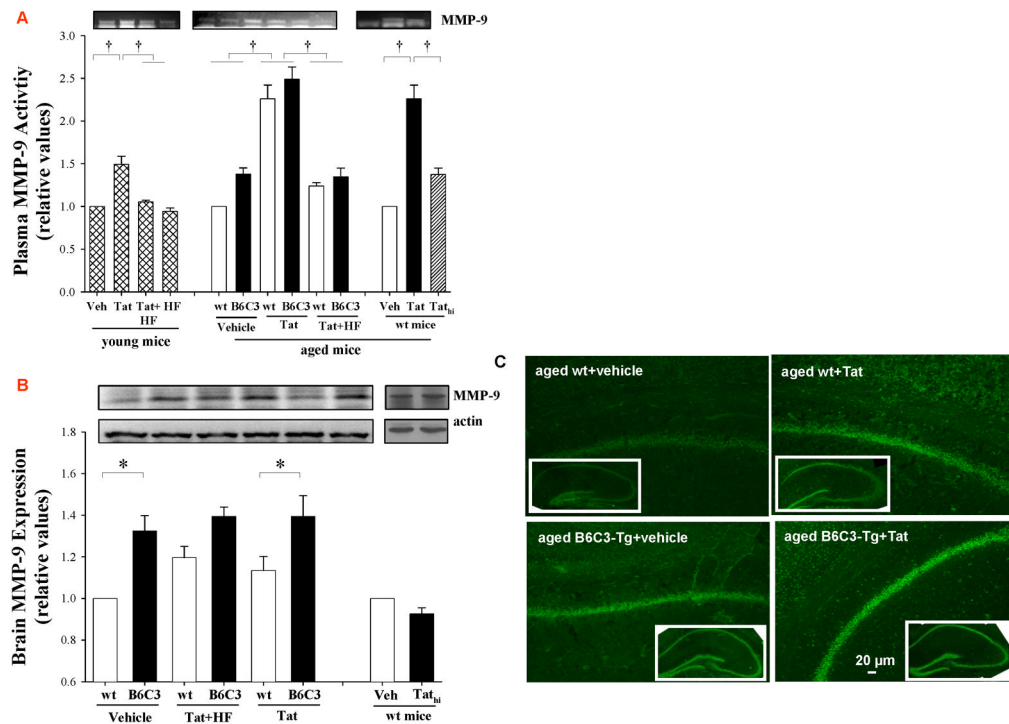 A
MMP-9
Plasma MMP-9 Activtiy
(relative values)
3.0
2.5
2.0
1.5
1.0
0.5
0.0
† † † † † †
Veh Tat Tat+ HF
HF
young mice
wt B6C3 wt B6C3 wt B6C3
Vehicle Tat Tat+HF
Veh Tat Tathi
wt mice
aged mice
B
MMP-9
actin
Brain MMP-9 Expression
(relative values)
1.8
1.6
1.4
1.2
1.0
0.8
0.6
* *
wt B6C3 wt B6C3 wt B6C3
Vehicle Tat+HF Tat
Veh Tathi
wt mice
C
aged wt+vehicle
aged wt+Tat
aged B6C3-Tg+vehicle
aged B6C3-Tg+Tat
20 µm